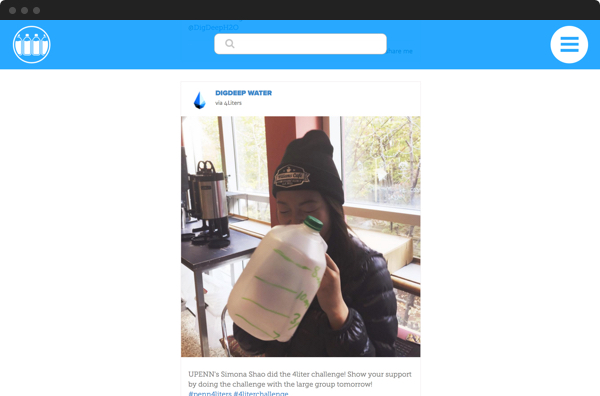 #DigDeepH2O
Share me
DIGDEEP WATER
via 4Liters
UPENN's Simona Shao did the 4liter challenge! Show your support
by doing the challenge with the large group tomorrow!
#penn4liters #4literchallenge